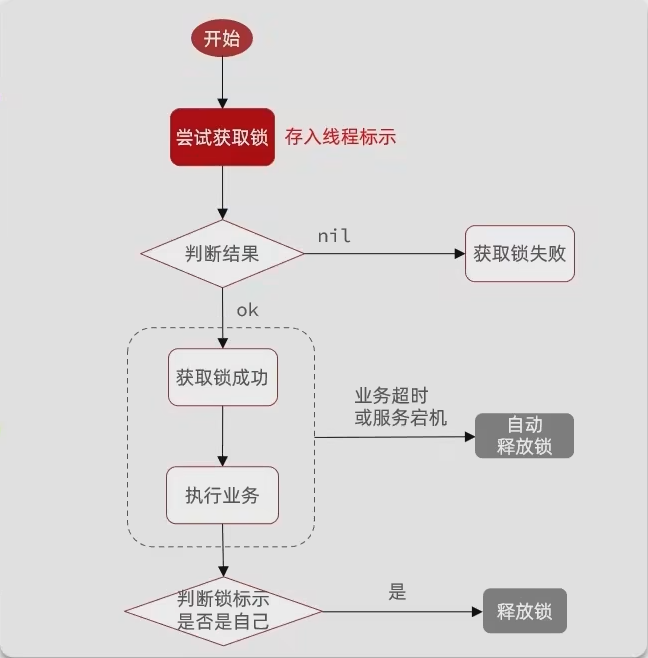 开始
尝试获取锁
存入线程标示
判断结果
nil
获取锁失败
ok
获取锁成功
业务超时
或服务宕机
自动
释放锁
执行业务
判断锁标示
是否是自己
是
释放锁